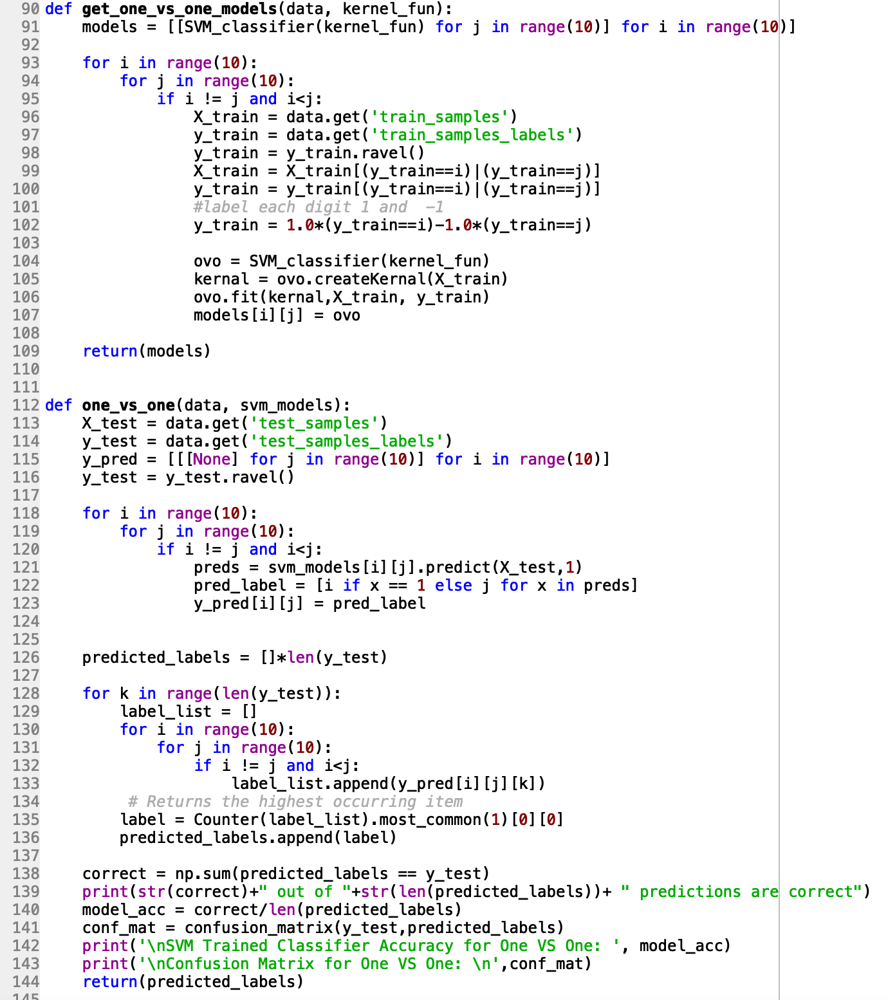 90 def get_one_vs_one_models(data, kernel_fun):
91     models = [[SVM_classifier(kernel_fun) for j in range(10)] for i in range(10)]
92
93     for i in range(10):
94         for j in range(10):
95             if i != j and i<j:
96                 X_train = data.get('train_samples')
97                 y_train = data.get('train_samples_labels')
98                 y_train = y_train.ravel()
99                 X_train = X_train[(y_train==i)|(y_train==j)]
100                 y_train = y_train[(y_train==i)|(y_train==j)]
101                 #label each digit 1 and  -1
102                 y_train = 1.0*(y_train==i)-1.0*(y_train==j)
103
104                 ovo = SVM_classifier(kernel_fun)
105                 kernal = ovo.createKernal(X_train)
106                 ovo.fit(kernal,X_train, y_train)
107                 models[i][j] = ovo
108
109     return(models)
110
111
112 def one_vs_one(data, svm_models):
113     X_test = data.get('test_samples')
114     y_test = data.get('test_samples_labels')
115     y_pred = [[[None] for j in range(10)] for i in range(10)]
116     y_test = y_test.ravel()
117
118     for i in range(10):
119         for j in range(10):
120             if i != j and i<j:
121                 preds = svm_models[i][j].predict(X_test,1)
122                 pred_label = [i if x == 1 else j for x in preds]
123                 y_pred[i][j] = pred_label
124
125
126     predicted_labels = []*len(y_test)
127
128     for k in range(len(y_test)):
129         label_list = []
130         for i in range(10):
131             for j in range(10):
132                 if i != j and i<j:
133                     label_list.append(y_pred[i][j][k])
134          # Returns the highest occurring item
135         label = Counter(label_list).most_common(1)[0][0]
136         predicted_labels.append(label)
137
138     correct = np.sum(predicted_labels == y_test)
139     print(str(correct)+" out of "+str(len(predicted_labels))+ " predictions are correct")
140     model_acc = correct/len(predicted_labels)
141     conf_mat = confusion_matrix(y_test,predicted_labels)
142     print('\nSVM Trained Classifier Accuracy for One VS One: ', model_acc)
143     print('\nConfusion Matrix for One VS One: \n',conf_mat)
144     return(predicted_labels)
145